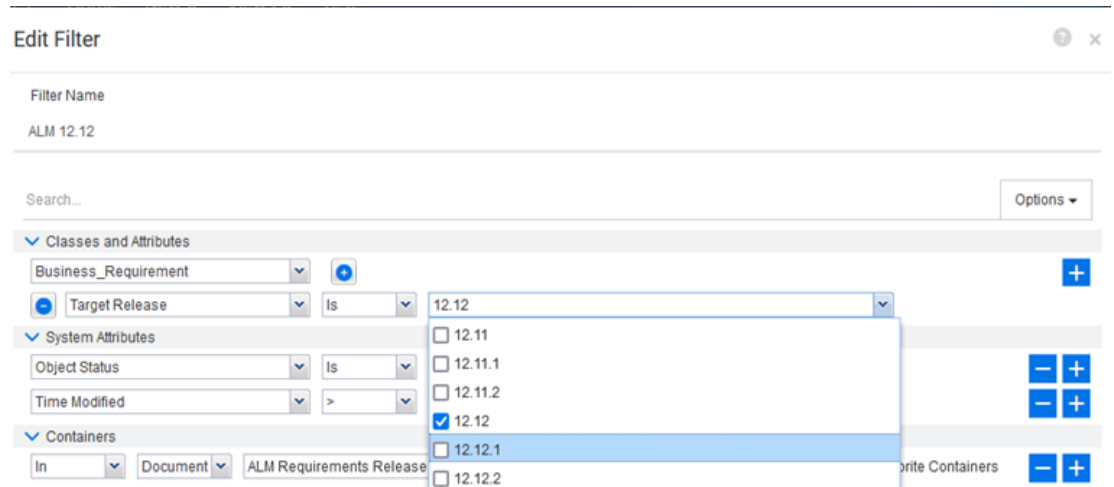 Edit Filter
Filter Name
ALM 12.12
Search...
Options
Classes and Attributes
Business_Requirement
Target Release Is 12.12
12.11
System Attributes
Object Status Is 12.11.1
12.11.2
Time Modified >
12.12
Containers
12.12.1
In Document ALM Requirements Release Containers
12.12.2